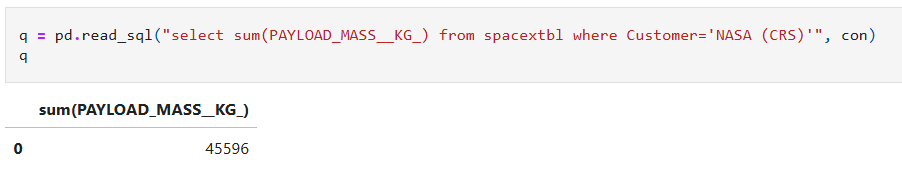 q = pd.read_sql("select sum(PAYLOAD_MASS__KG_) from spacextbl where Customer='NASA (CRS)'", con)
q
sum(PAYLOAD_MASS__KG_)
0 45596